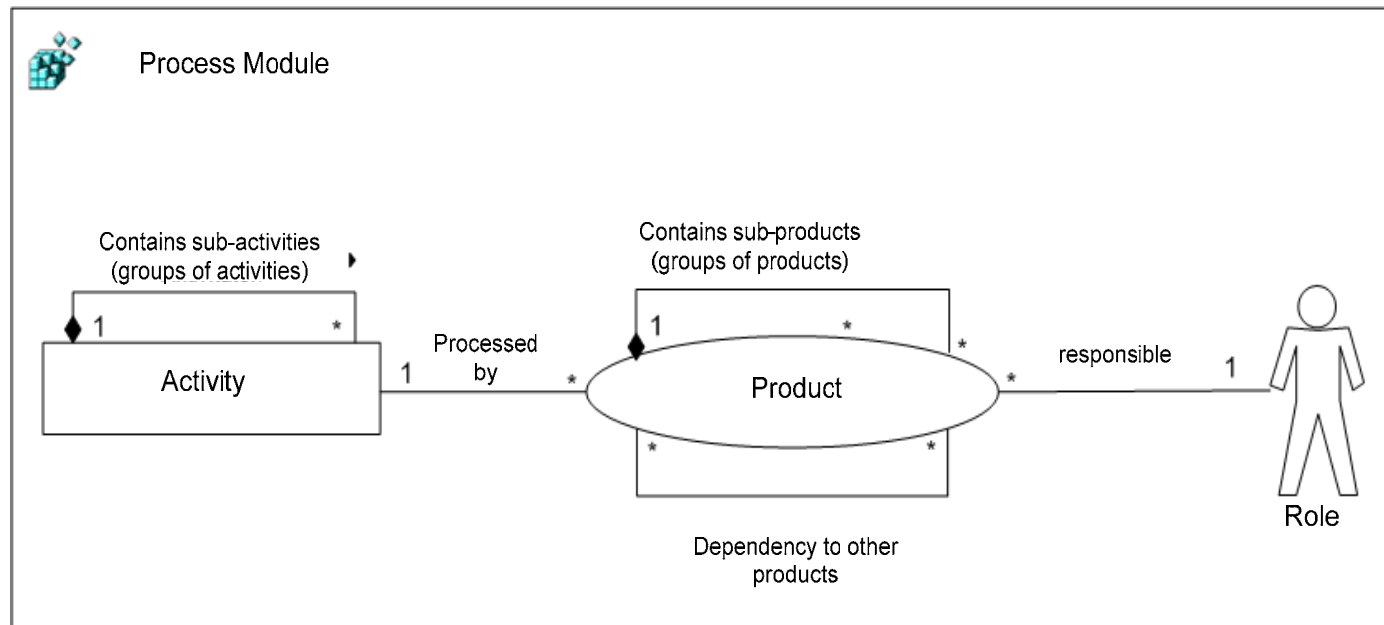 Process Module
Contains sub-activities
(groups of activities)
1
*
Activity
1
Processed
by
*
Contains sub-products
(groups of products)
1
*
*
Product
*
*
Dependency to other
products
*
responsible
1
Role